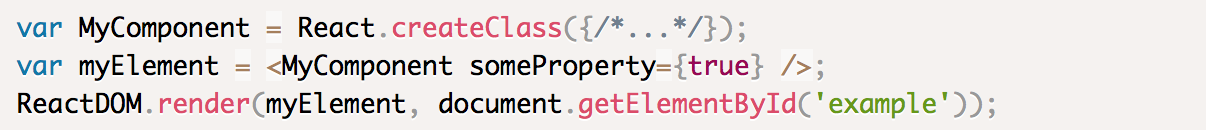 var MyComponent = React.createClass({/*...*/});
var myElement = <MyComponent someProperty={true} />;
ReactDOM.render(myElement, document.getElementById('example'));